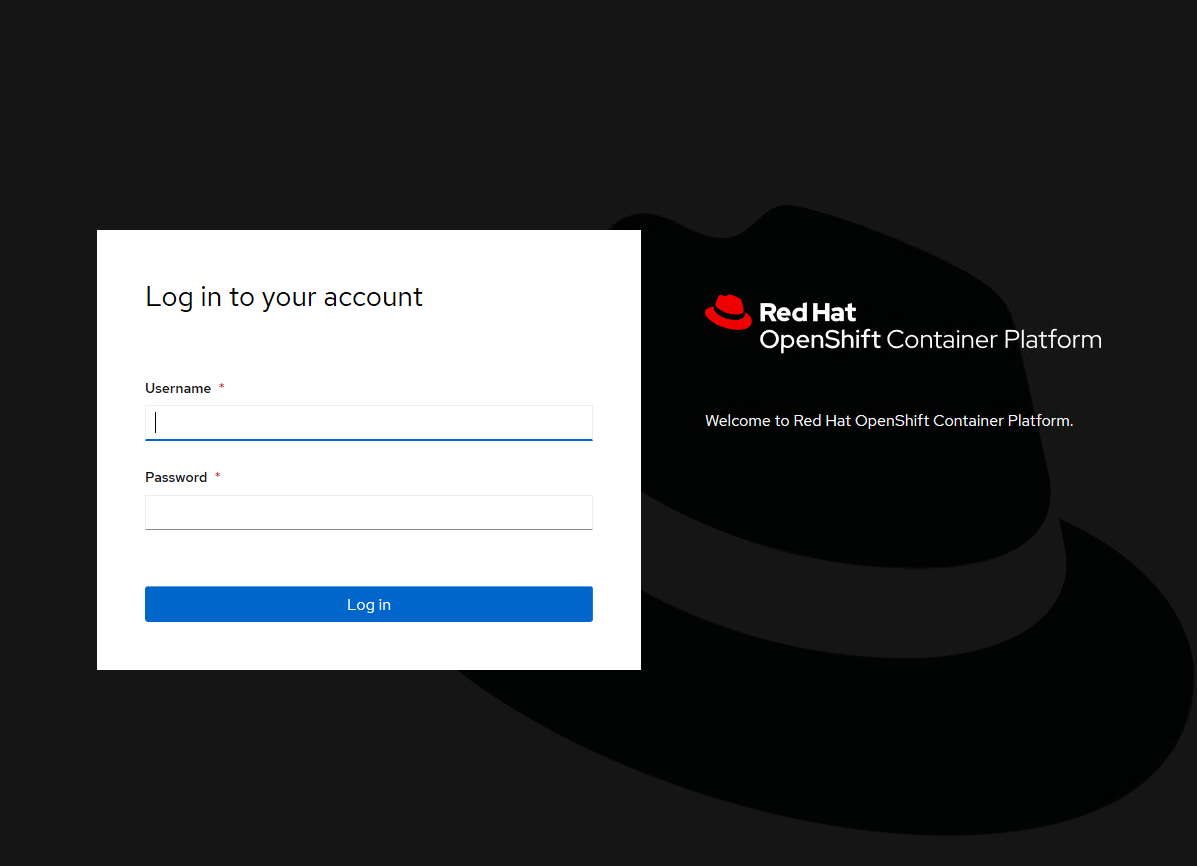 Log in to your account
Username *
Password *
Log in
Red Hat
OpenShift Container Platform
Welcome to Red Hat OpenShift Container Platform.